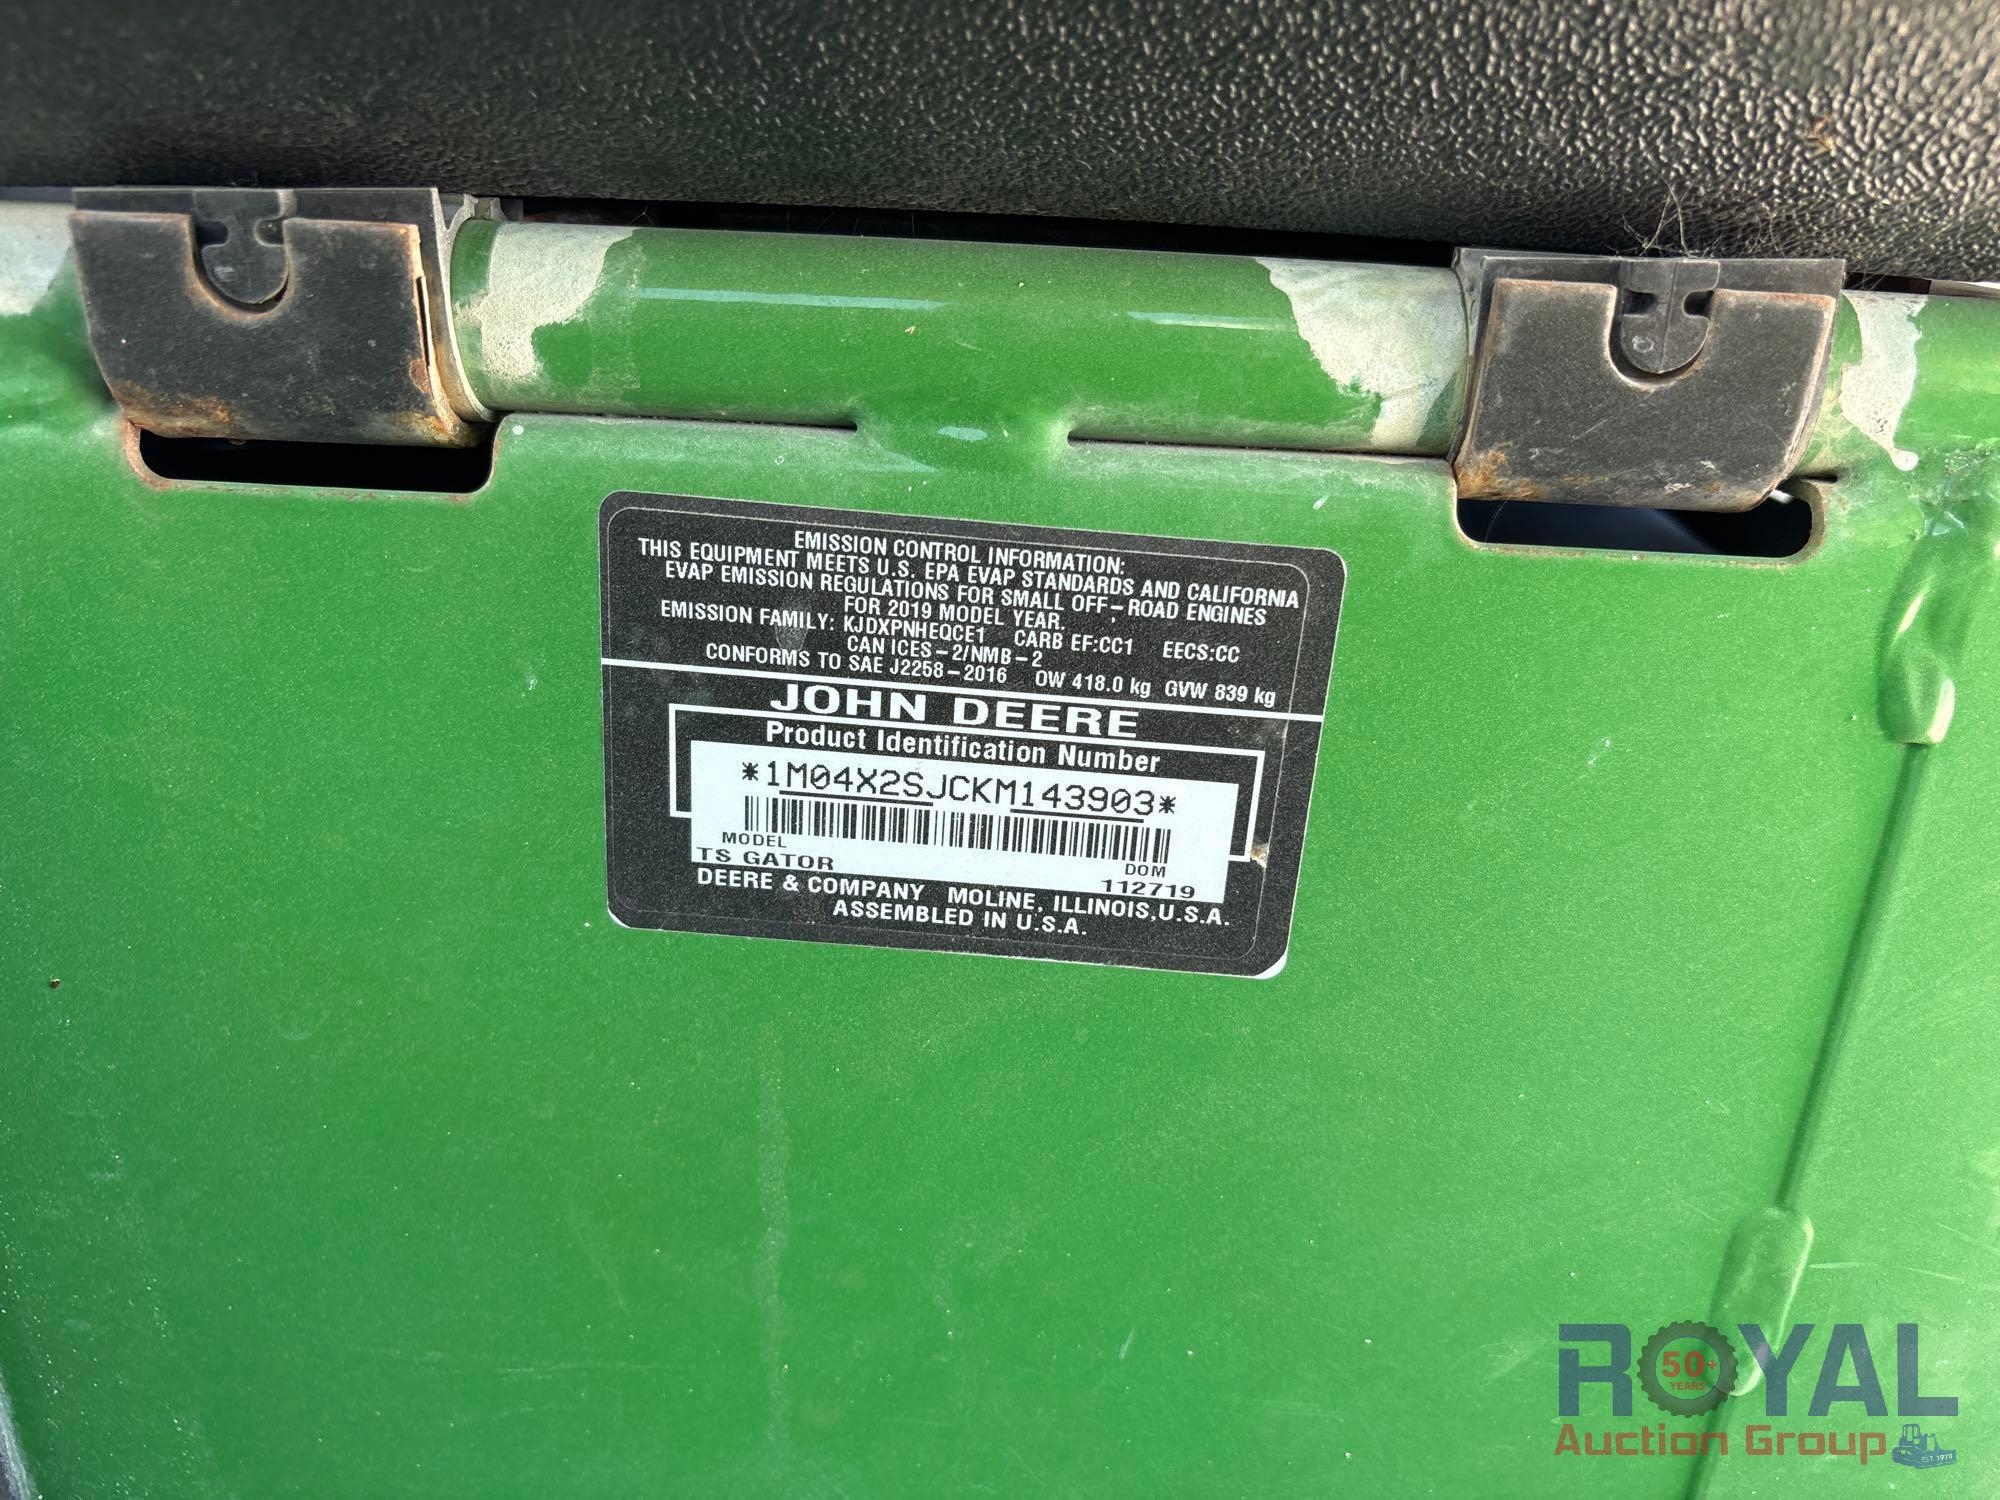 EMISSION CONTROL INFORMATION:
THIS EQUIPMENT MEETS U.S. EPA EVAP STANDARDS AND CALIFORNIA
EVAP EMISSION REGULATIONS FOR SMALL OFF-ROAD ENGINES
FOR 2019 MODEL YEAR.
EMISSION FAMILY: KJDXPNHEQCE1 CARB EF:CC1 EECS:CC
CAN ICES-2/NMB-2
CONFORMS TO SAE J2258-2016 OW 418.0 kg GVW 839 kg
JOHN DEERE
Product Identification Number
*1M04X2SJCKM143903*
MODEL
TS GATOR
DOM
112719
DEERE & COMPANY MOLINE, ILLINOIS, U.S.A.
ASSEMBLED IN U.S.A.
ROYAL
50+
YEARS
Auction Group
EST. 1970